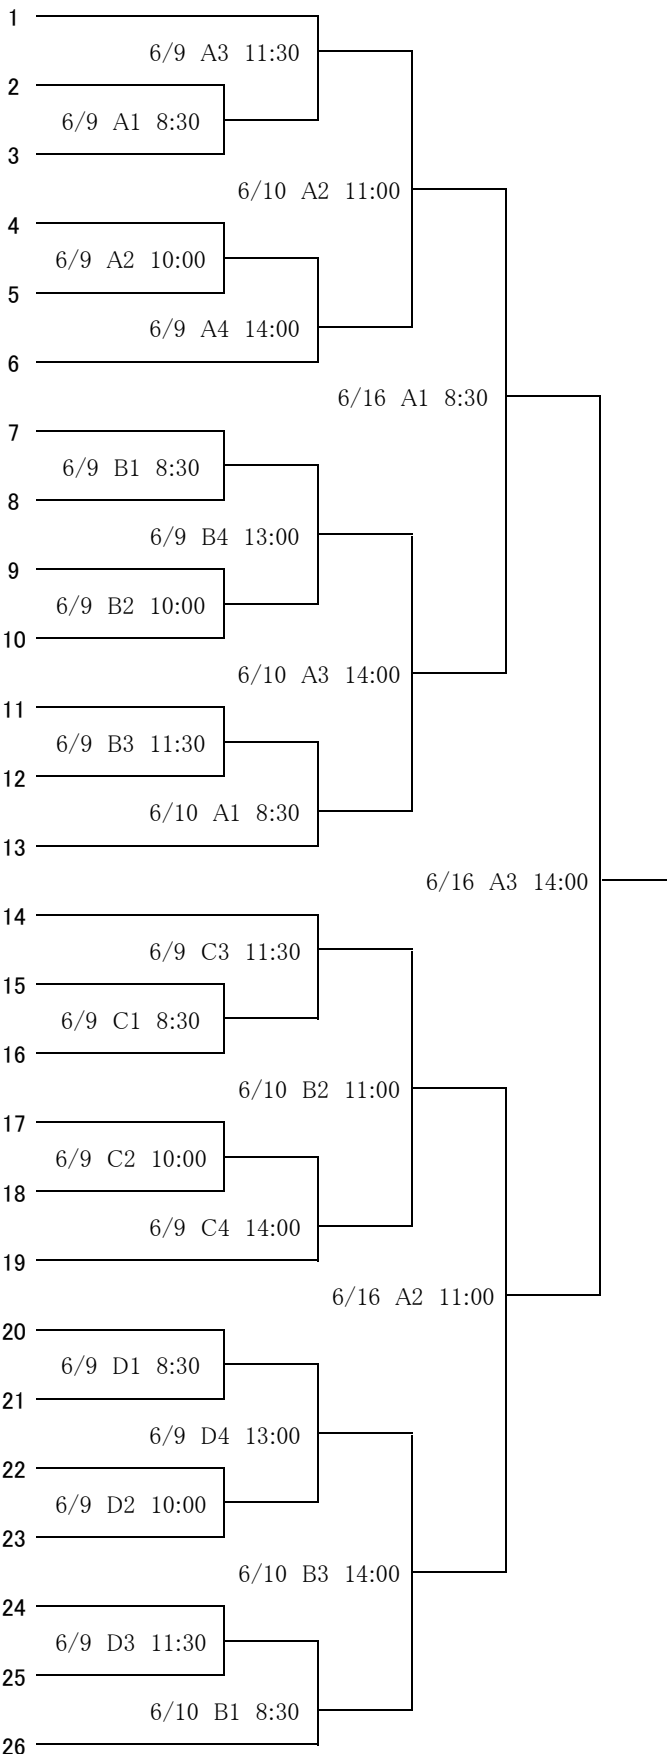 1
6/9 A3 11:30
2
6/9 A1 8:30
3
6/10 A2 11:00
4
6/9 A2 10:00
5
6/9 A4 14:00
6
6/16 A1 8:30
7
6/9 B1 8:30
8
6/9 B4 13:00
9
6/9 B2 10:00
10
6/10 A3 14:00
11
6/9 B3 11:30
12
6/10 A1 8:30
13
6/16 A3 14:00
14
6/9 C3 11:30
15
6/9 C1 8:30
16
6/10 B2 11:00
17
6/9 C2 10:00
18
6/9 C4 14:00
19
6/16 A2 11:00
20
6/9 D1 8:30
21
6/9 D4 13:00
22
6/9 D2 10:00
23
6/10 B3 14:00
24
6/9 D3 11:30
25
6/10 B1 8:30
26